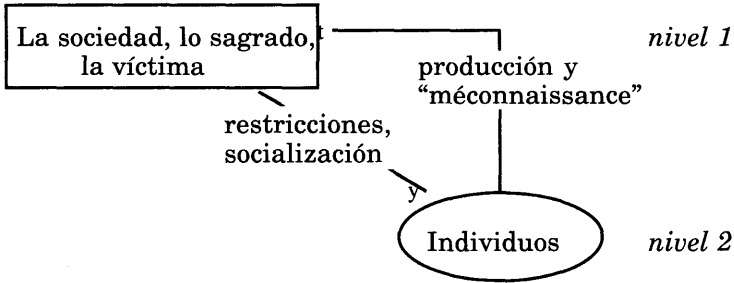 La sociedad, lo sagrado,
la víctima
nivel 1
producción y
“méconnaissance”
restricciones,
socialización
Individuos
nivel 2